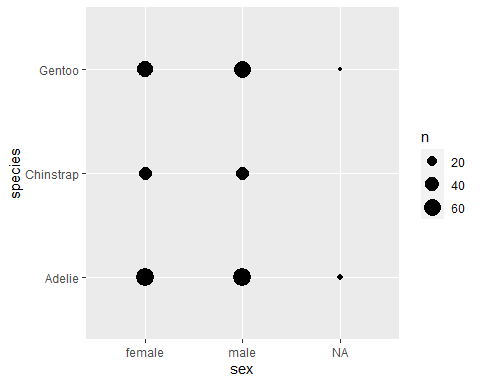 Gentoo
Chinstrap
Adelie
species
female
male
NA
sex
n
20
40
60